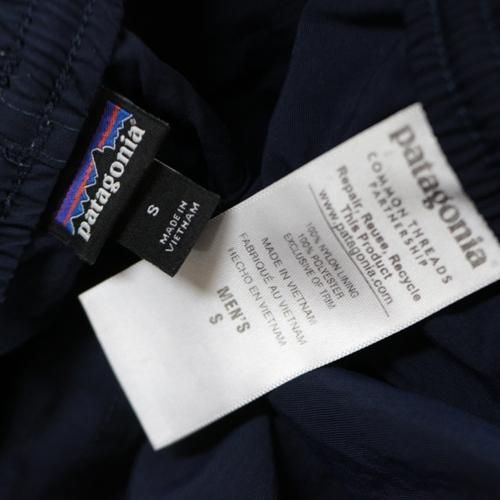 patagonia®
S
MADE IN
VIETNAM
patagonia®
COMMON THREADS
PARTNERSHIP
Repair, Reuse, Recycle
This Product
www.patagonia.com
100% NYLON LINING
100% POLYESTER
EXCLUSIVE OF TRIM
MADE IN VIETNAM
FABRIQUÉ AU VIETNAM
HECHO EN VIETNAM
MEN'S
S